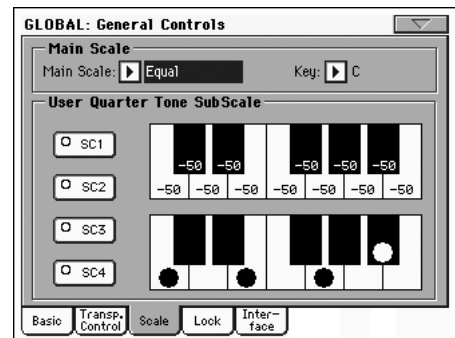 GLOBAL: General Controls
Main Scale
Main Scale: Equal Key: C
User Quarter Tone SubScale
SC1
-50 -50 -50 -50 -50
SC2
-50 -50 -50 -50 -50 -50 -50
SC3
SC4
Basic Transp. Control Scale Lock Inter-face